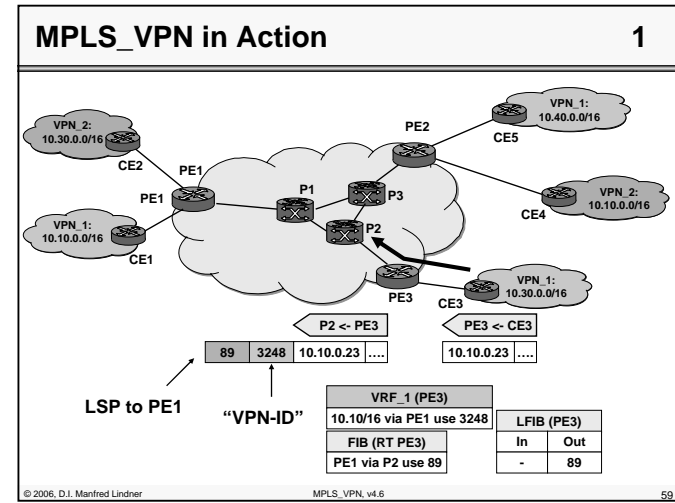 MPLS_VPN in Action 1
VPN_2:
10.30.0.0/16
CE2
PE1
PE1
VPN_1:
10.10.0.0/16
CE1
P1
P3
P2
PE2
VPN_1:
10.40.0.0/16
CE5
VPN_2:
10.10.0.0/16
CE4
PE3
CE3
VPN_1:
10.30.0.0/16
P2 <- PE3
PE3 <- CE3
89 3248 10.10.0.23 ....
10.10.0.23 ....
LSP to PE1
“VPN-ID”
VRF_1 (PE3)
10.10/16 via PE1 use 3248
FIB (RT PE3)
PE1 via P2 use 89
LFIB (PE3)
In Out
- 89
© 2006, D.I. Manfred Lindner MPLS_VPN, v4.6 59